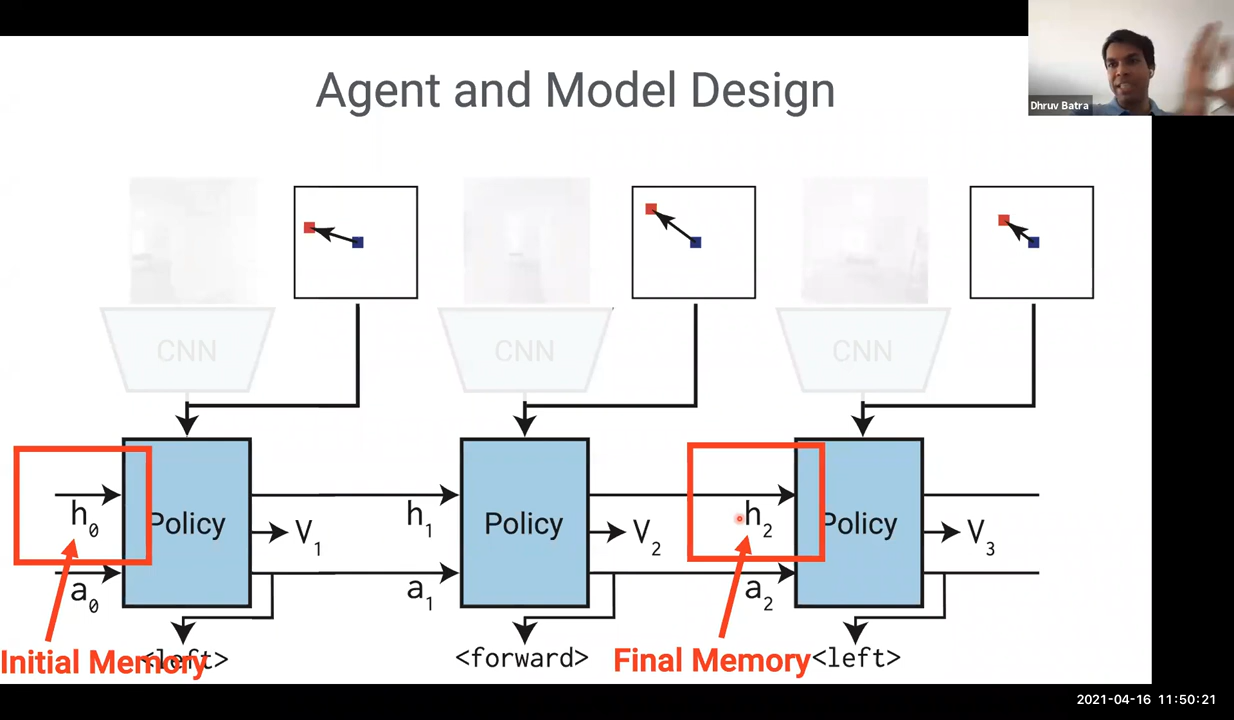 Agent and Model Design
Dhruv Batra
CNN
CNN
CNN
Policy
Policy
Policy
h0
a0
V1
h1
a1
V2
h2
a2
V3
Initial Memory
<left>
<forward>
Final Memory
<left>
2021-04-16 11:50:21